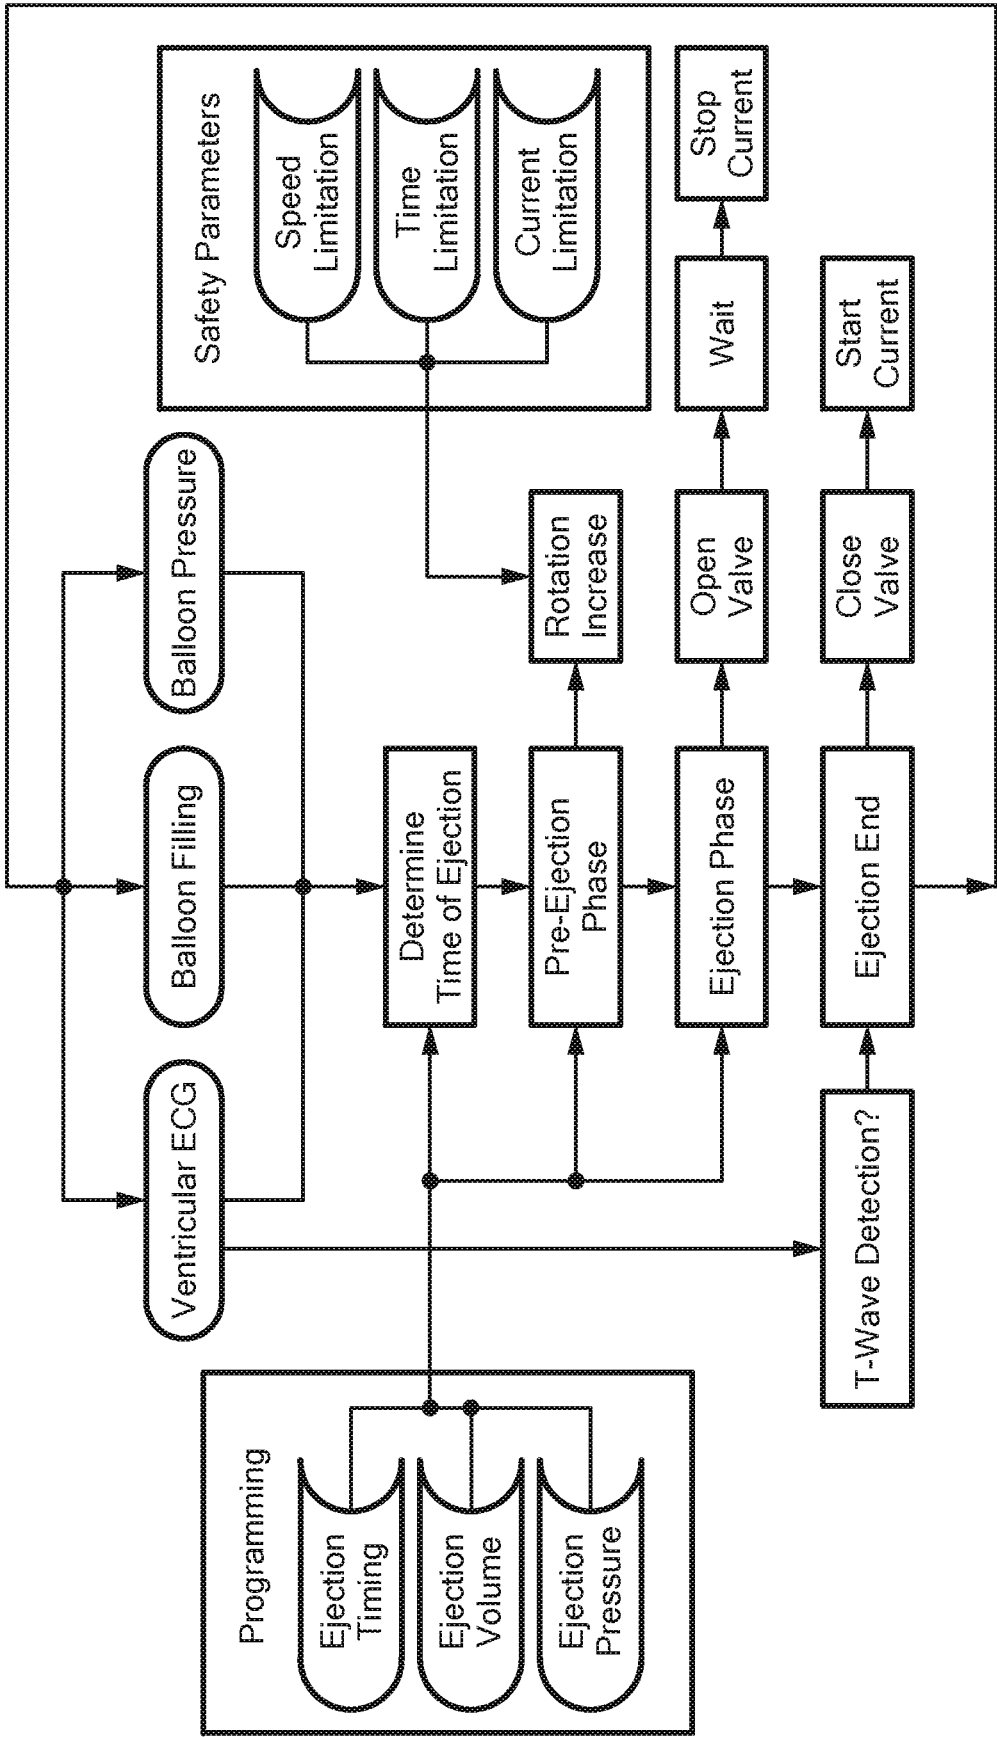 Programming
Ejection
Timing
Ejection
Volume
Ejection
Pressure
Ventricular ECG
Balloon Filling
Balloon Pressure
Safety Parameters
Speed
Limitation
Time
Limitation
Current
Limitation
Determine
Time of Ejection
Pre-Ejection
Phase
Rotation
Increase
Ejection Phase
Open
Valve
Wait
Stop
Current
T-Wave Detection?
Ejection End
Close
Valve
Start
Current